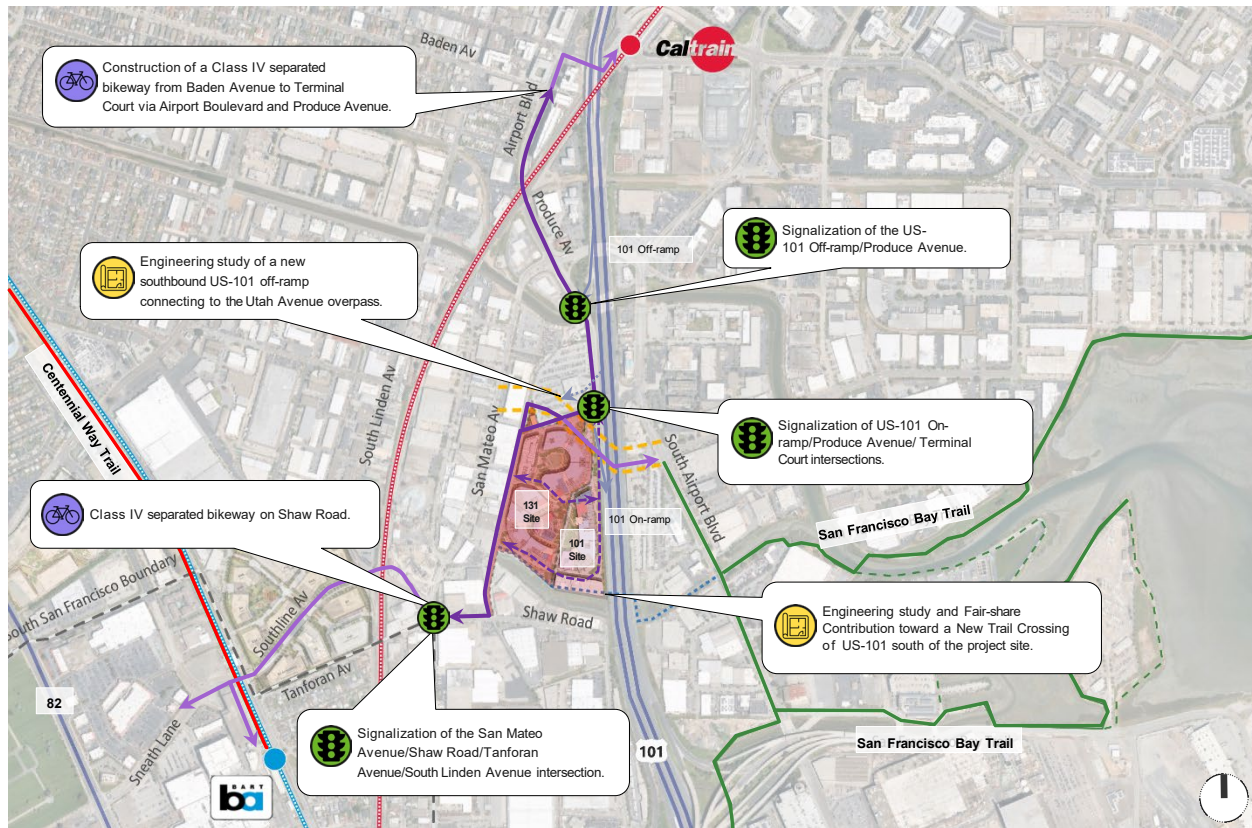 Baden Av
Caltrain
Construction of a Class IV separated
bikeway from Baden Avenue to Terminal
Court via Airport Boulevard and Produce Avenue.
Airport Blvd
Produce Av
Signalization of the US-
101 Off-ramp/Produce Avenue.
101 Off-ramp
Engineering study of a new
southbound US-101 off-ramp
connecting to the Utah Avenue overpass.
Centennial Way Trail
South Linden Av
San Mateo Av
Signalization of US-101 On-
ramp/Produce Avenue/ Terminal
Court intersections.
South Airport Blvd
Class IV separated bikeway on Shaw Road.
131
Site
101
Site
101 On-ramp
San Francisco Bay Trail
South San Francisco Boundary
Southline Av
Shaw Road
Engineering study and Fair-share
Contribution toward a New Trail Crossing
of US-101 south of the project site.
Tanforan Av
82
Sneath Lane
Signalization of the San Mateo
Avenue/Shaw Road/Tanforan
Avenue/South Linden Avenue intersection.
101
San Francisco Bay Trail
BART
ba